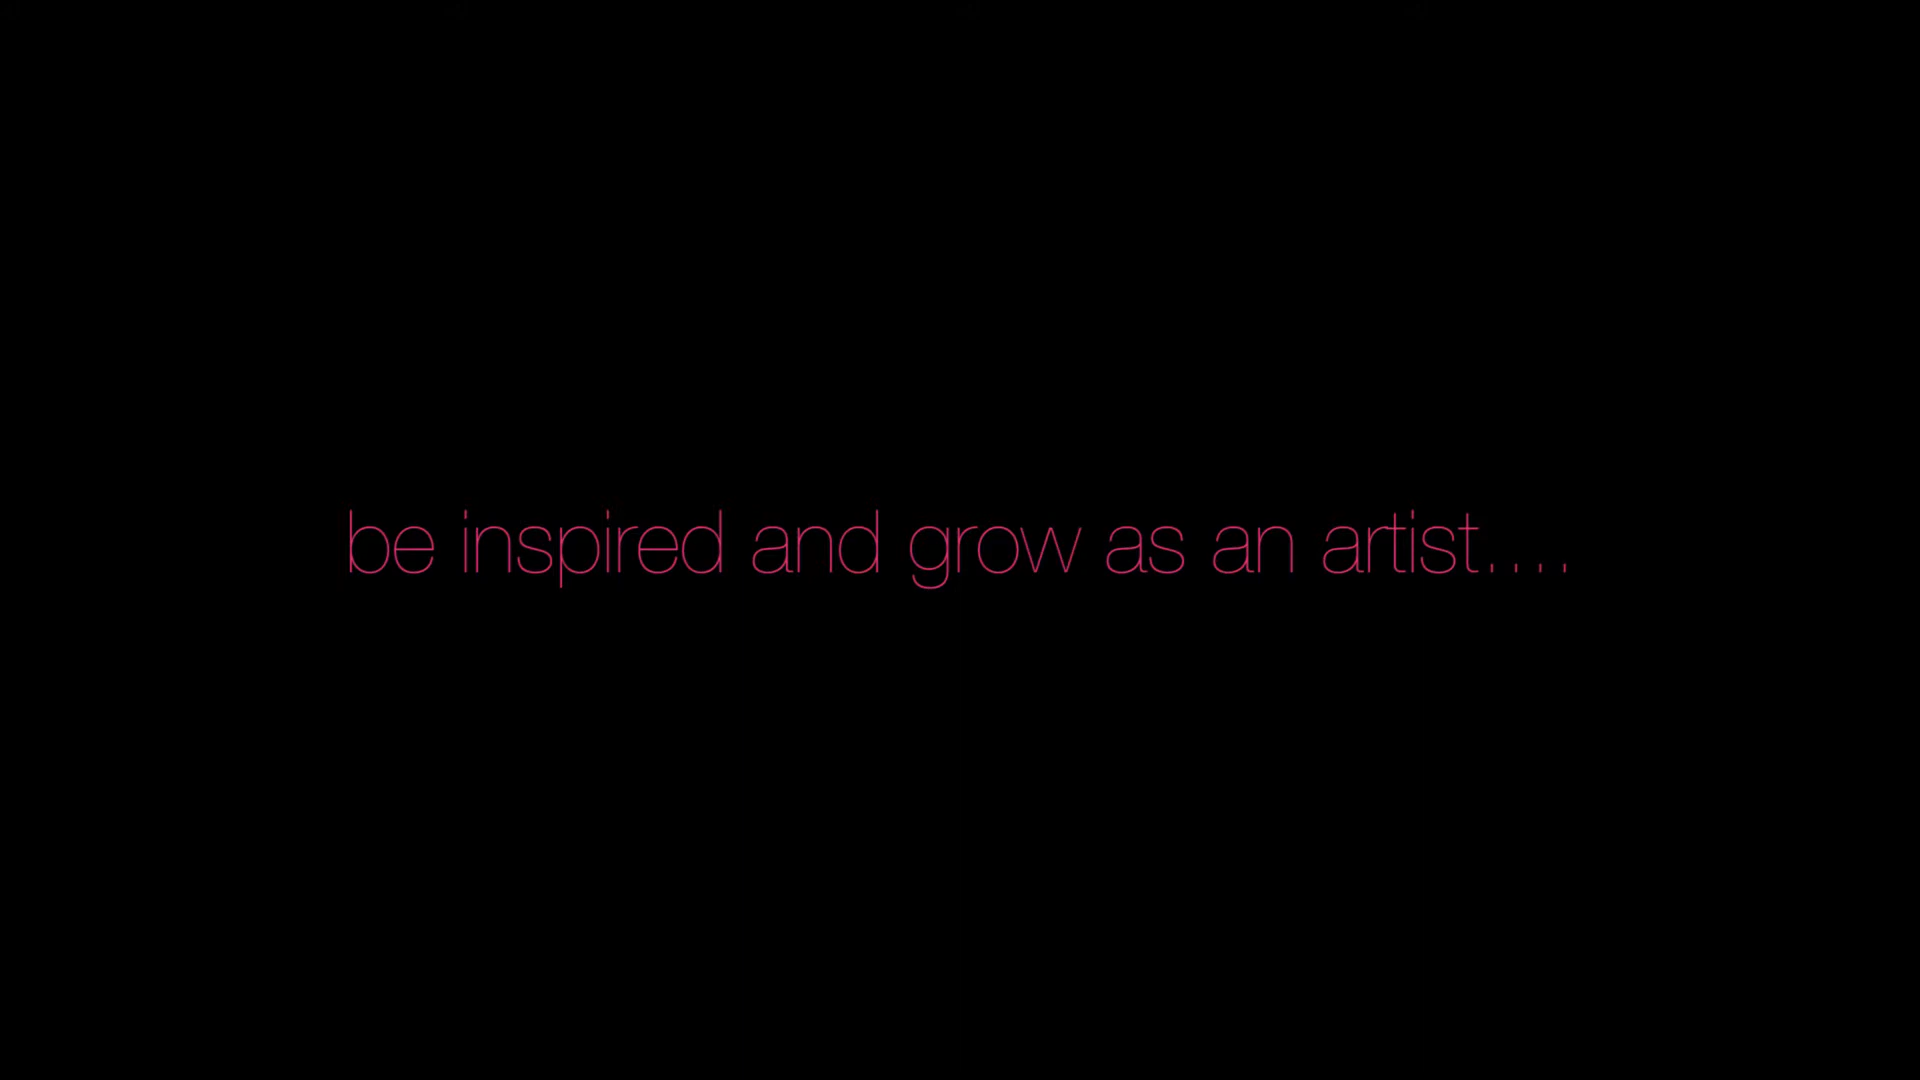 be inspired and grow as an artist....